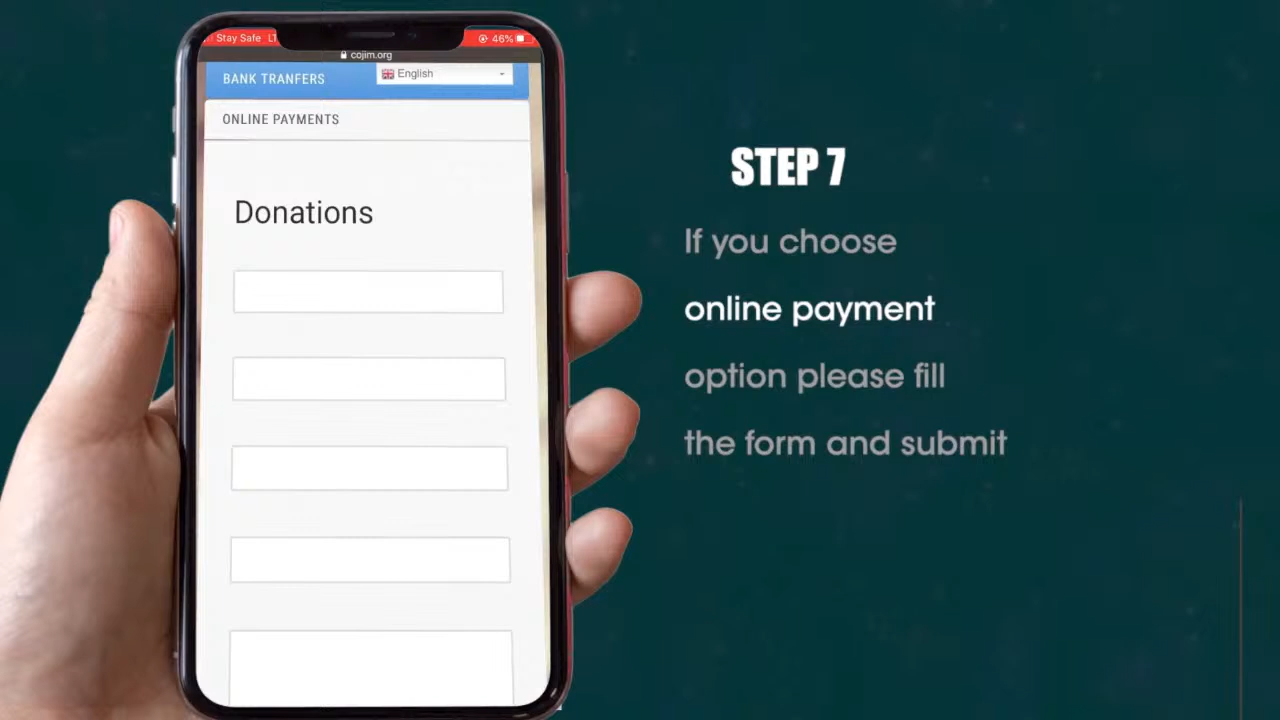 Stay Safe LT
46%
cojim.org
BANK TRANFERS
English
ONLINE PAYMENTS
Donations
STEP 7
If you choose
online payment
option please fill
the form and submit